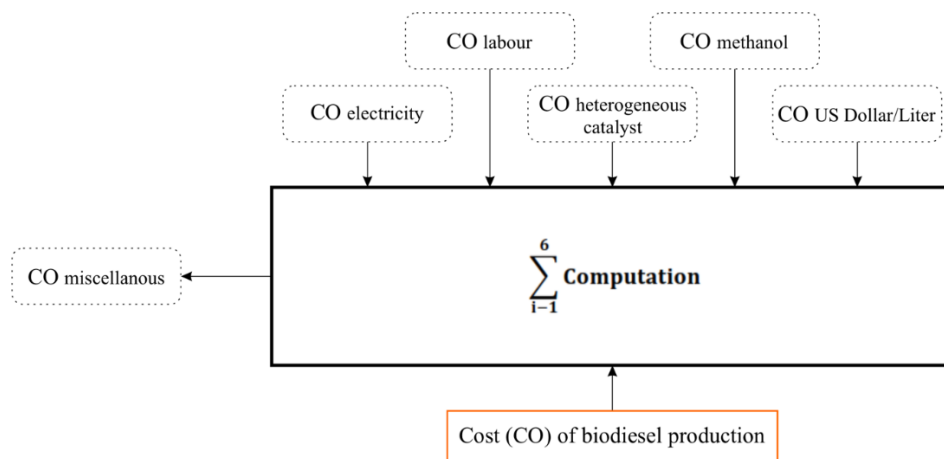 CO labour
CO methanol
CO electricity
CO heterogeneous
catalyst
CO US Dollar/Liter
6
∑ Computation
i−1
CO miscellanous
Cost (CO) of biodiesel production